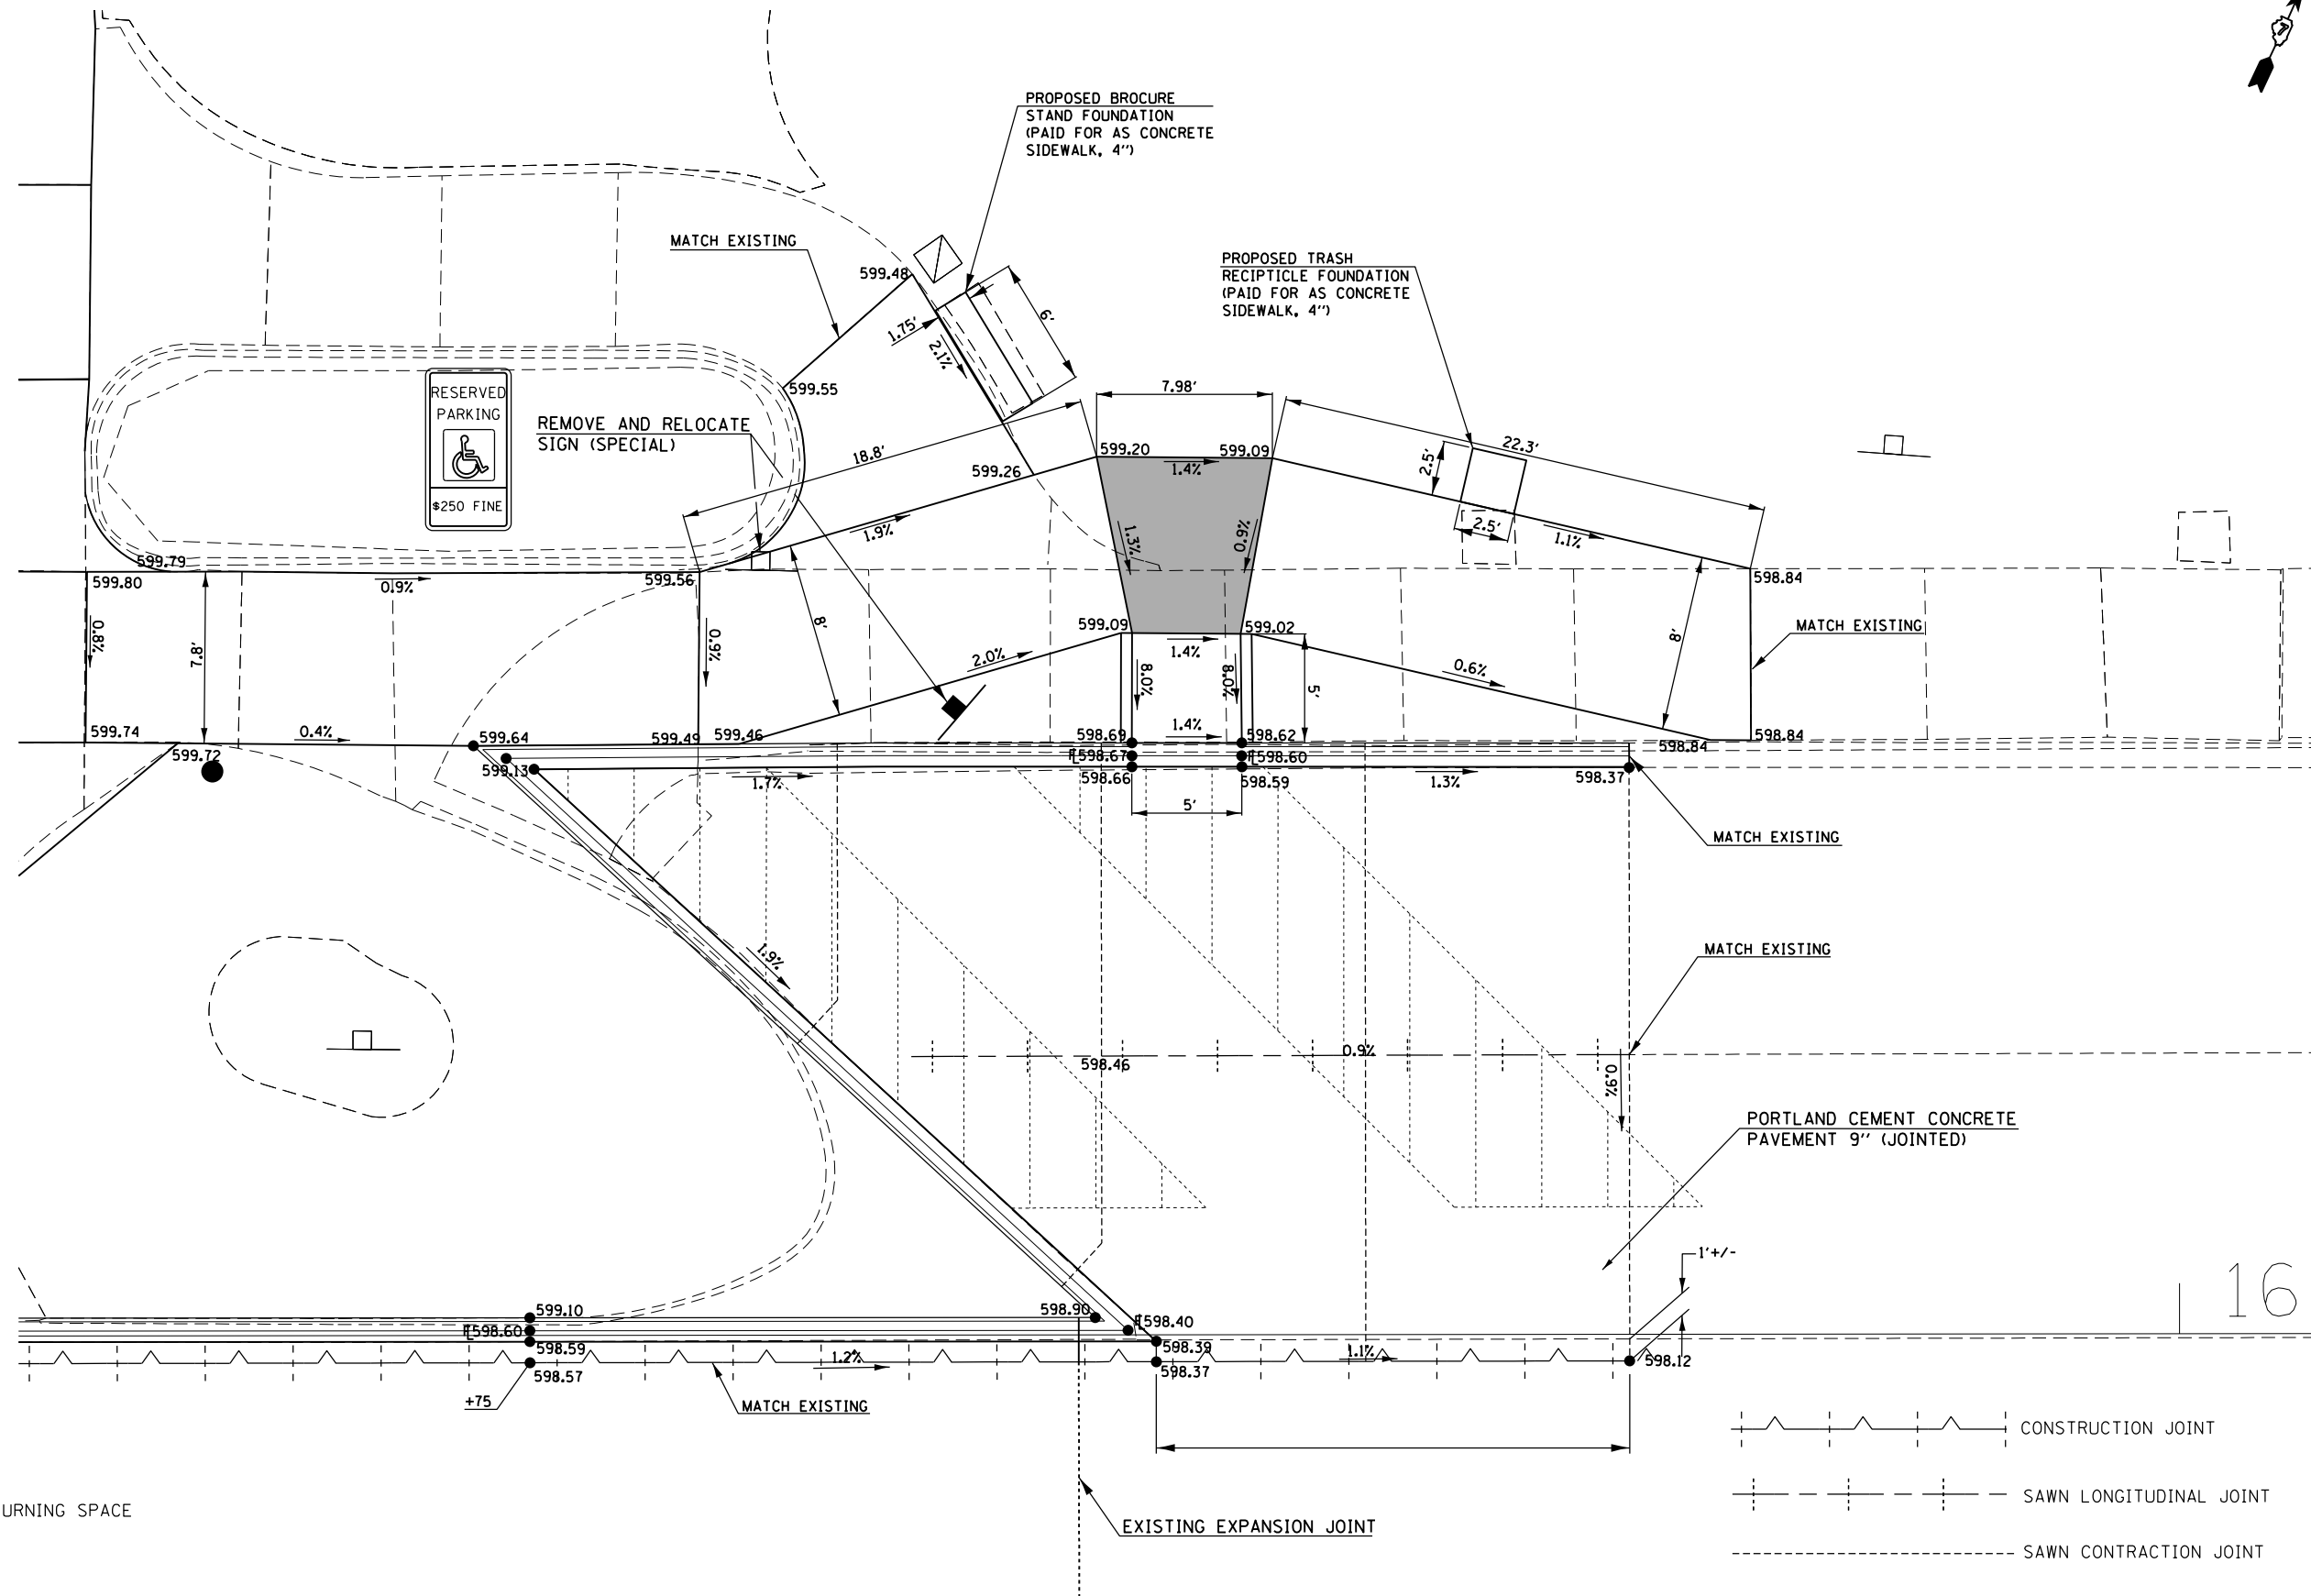 PROPOSED BROCURE
STAND FOUNDATION
(PAID FOR AS CONCRETE
SIDEWALK, 4'')
MATCH EXISTING
599.48
1.75'
2.1%
6'
PROPOSED TRASH
RECIPTICLE FOUNDATION
(PAID FOR AS CONCRETE
SIDEWALK, 4'')
RESERVED
PARKING
$250 FINE
599.55
REMOVE AND RELOCATE
SIGN (SPECIAL)
7.98'
18.8'
22.3'
599.20
599.09
1.4%
599.26
2.5'
2.5'
1.9%
1.3%
0.9%
1.1%
599.79
599.80
0.9%
599.56
598.84
0.8%
7.8'
0.9%
8'
599.09
599.02
1.4%
2.0%
0.6%
8'
MATCH EXISTING
8.0%
8.0%
5'
599.74
0.4%
599.72
599.64
599.49
599.46
598.69
1.4%
598.62
598.84
598.84
599.13
1.7%
598.67
598.60
598.66
598.59
1.3%
598.37
5'
MATCH EXISTING
1.9%
MATCH EXISTING
598.46
0.9%
0.9%
PORTLAND CEMENT CONCRETE
PAVEMENT 9'' (JOINTED)
1'+/-
16
599.10
598.90
598.60
598.40
598.59
598.39
598.57
1.2%
598.37
1.1%
598.12
+75
MATCH EXISTING
CONSTRUCTION JOINT
SAWN LONGITUDINAL JOINT
SAWN CONTRACTION JOINT
EXISTING EXPANSION JOINT
URNING SPACE